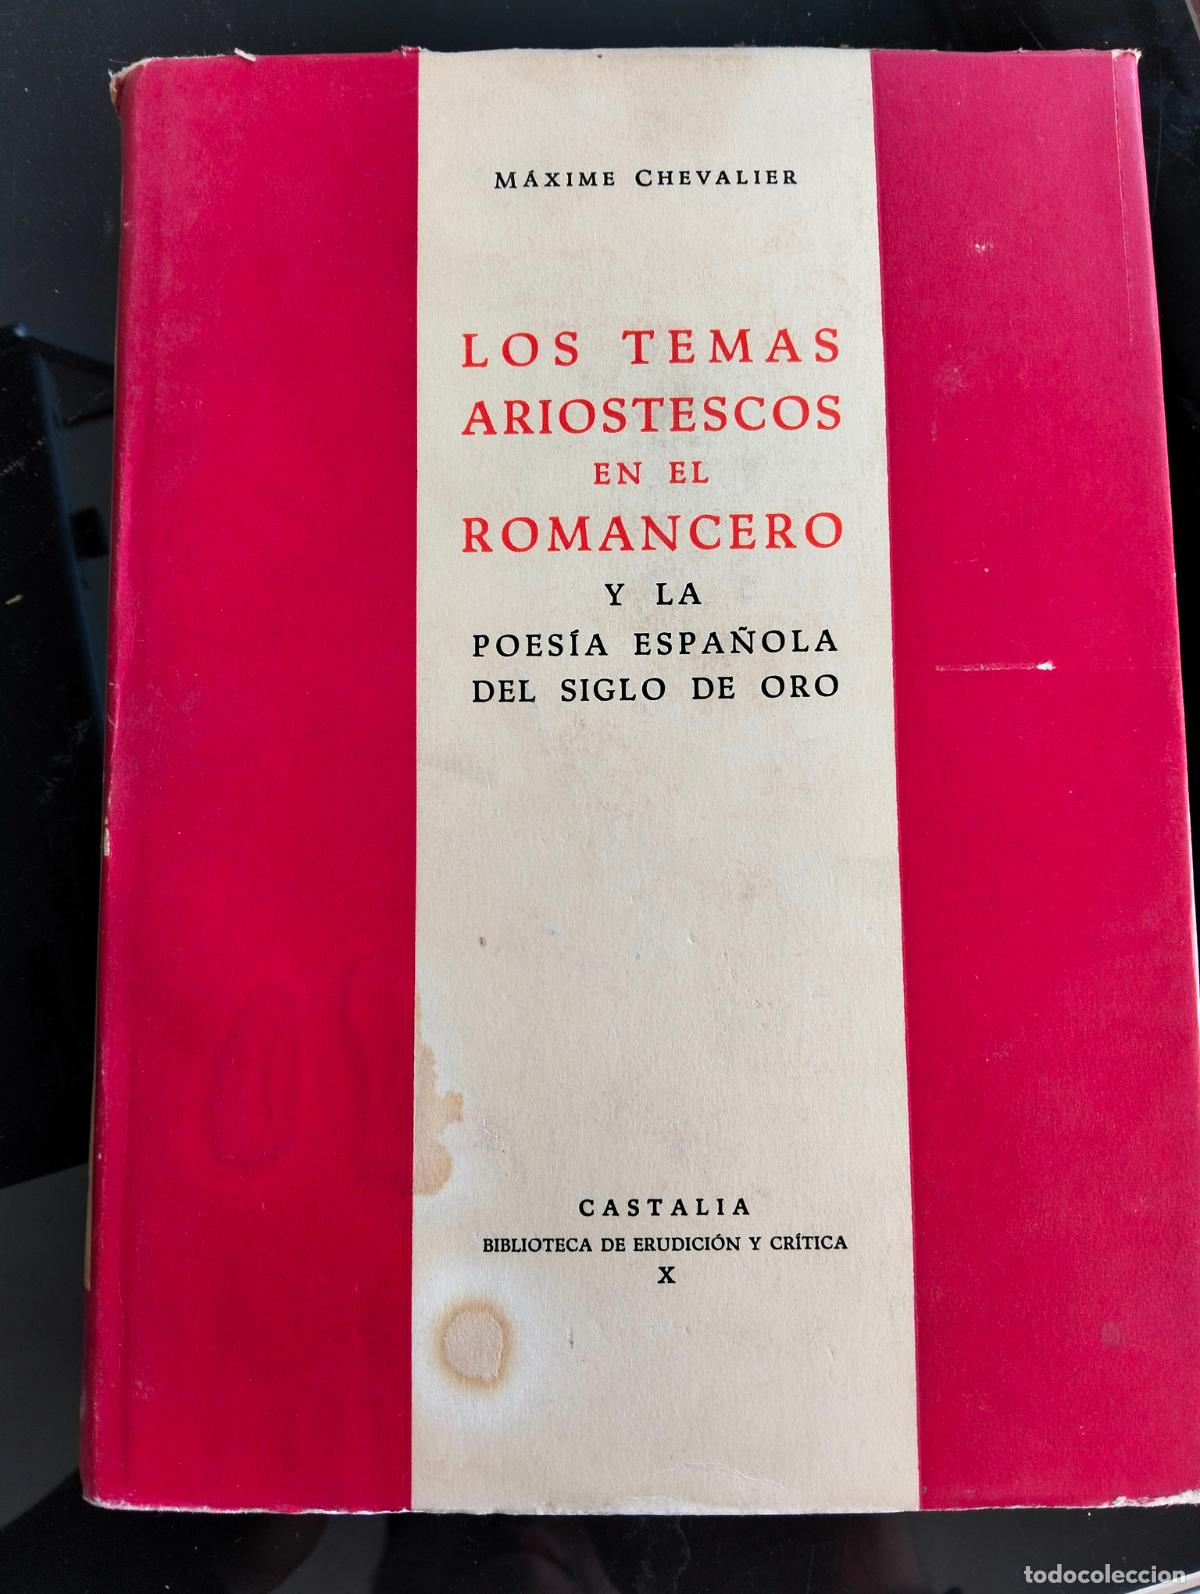 MÁXIME CHEVALIER
LOS TEMAS
ARIOSTESCOS
EN EL
ROMANCERO
Y LA
POESÍA ESPAÑOLA
DEL SIGLO DE ORO
CASTALIA
BIBLIOTECA DE ERUDICIÓN Y CRÍTICA
X
todocoleccion